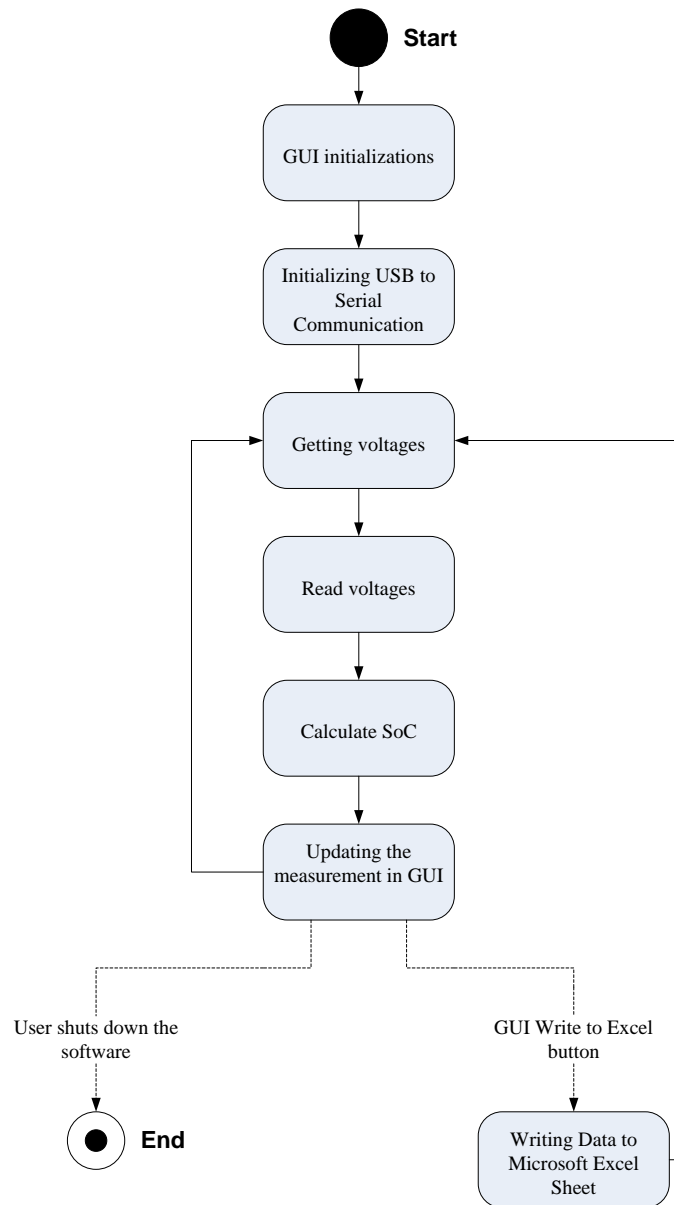 Start
GUI initializations
Initializing USB to
Serial
Communication
Getting voltages
Read voltages
Calculate SoC
Updating the
measurement in GUI
User shuts down the
software
GUI Write to Excel
button
End
Writing Data to
Microsoft Excel
Sheet